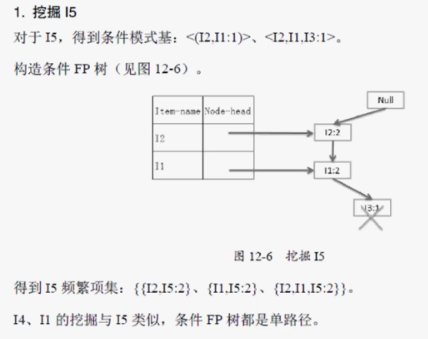 1. 挖掘 I5
对于 I5，得到条件模式基：<(I2,I1:1)>、<I2,I1,I3:1>。
构造条件 FP 树（见图 12-6）。
Null
Item-name Node-head
I2
I2:2
I1
I1:2
I3:1
图 12-6 挖掘 I5
得到 I5 频繁项集：{{I2,I5:2}、{I1,I5:2}、{I2,I1,I5:2}}。
I4、I1 的挖掘与 I5 类似，条件 FP 树都是单路径。